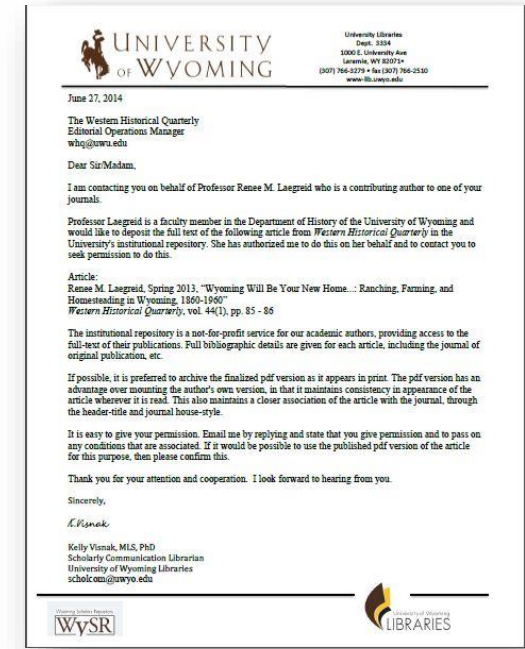 UNIVERSITY
OF WYOMING
University Libraries
Dept. 3334
1000 E. University Ave
Laramie, WY 82071•
(307) 766-3279 • fax (307) 766-2510
www-lib.uwyo.edu
June 27, 2014
The Western Historical Quarterly
Editorial Operations Manager
whq@uwu.edu
Dear Sir/Madam,
I am contacting you on behalf of Professor Renee M. Laegreid who is a contributing author to one of your
journals.
Professor Laegreid is a faculty member in the Department of History of the University of Wyoming and
would like to deposit the full text of the following article from Western Historical Quarterly in the
University's institutional repository. She has authorized me to do this on her behalf and to contact you to
seek permission to do this.
Article:
Renee M. Laegreid, Spring 2013, "Wyoming Will Be Your New Home...: Ranching, Farming, and
Homesteading in Wyoming, 1860-1960"
Western Historical Quarterly, vol. 44(1), pp. 85 - 86
The institutional repository is a not-for-profit service for our academic authors, providing access to the
full-text of their publications. Full bibliographic details are given for each article, including the journal of
original publication, etc.
If possible, it is preferred to archive the finalized pdf version as it appears in print. The pdf version has an
advantage over mounting the author's own version, in that it maintains consistency in appearance of the
article wherever it is read. This also maintains a closer association of the article with the journal, through
the header-title and journal house-style.
It is easy to give your permission. Email me by replying and state that you give permission and to pass on
any conditions that are associated. If it would be possible to use the published pdf version of the article
for this purpose, then please confirm this.
Thank you for your attention and cooperation. I look forward to hearing from you.
Sincerely,
K.Visnak
Kelly Visnak, MLS, PhD
Scholarly Communication Librarian
University of Wyoming Libraries
scholcom@uwyo.edu
Wyoming Scholars Repository
WySR
University of Wyoming
LIBRARIES